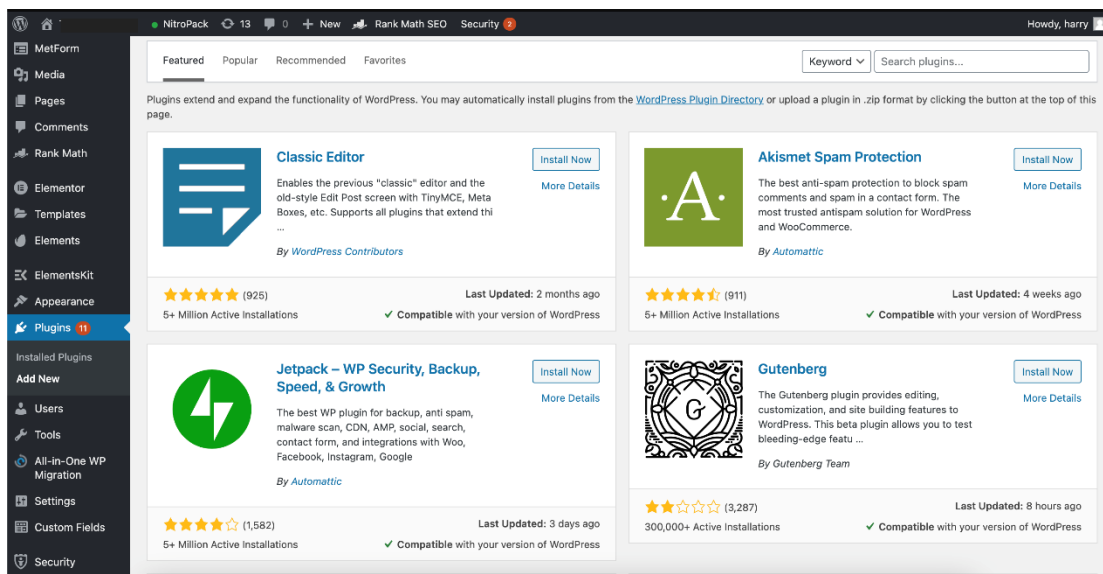 NitroPack 13 0 New Rank Math SEO Security 2 Howdy, harry
MetForm
Media
Pages
Comments
Rank Math
Elementor
Templates
Elements
ElementsKit
Appearance
Plugins 11
Installed Plugins
Add New
Users
Tools
All-in-One WP
Migration
Settings
Custom Fields
Security
Featured Popular Recommended Favorites Keyword Search plugins...
Plugins extend and expand the functionality of WordPress. You may automatically install plugins from the WordPress Plugin Directory or upload a plugin in .zip format by clicking the button at the top of this
page.
Classic Editor
Install Now
More Details
Enables the previous "classic" editor and the
old-style Edit Post screen with TinyMCE, Meta
Boxes, etc. Supports all plugins that extend thi
...
By WordPress Contributors
(925) Last Updated: 2 months ago
5+ Million Active Installations Compatible with your version of WordPress
Akismet Spam Protection
Install Now
More Details
·A·
The best anti-spam protection to block spam
comments and spam in a contact form. The
most trusted antispam solution for WordPress
and WooCommerce.
By Automattic
(911) Last Updated: 4 weeks ago
5+ Million Active Installations Compatible with your version of WordPress
Jetpack – WP Security, Backup,
Speed, & Growth
Install Now
More Details
The best WP plugin for backup, anti spam,
malware scan, CDN, AMP, social, search,
contact form, and integrations with Woo,
Facebook, Instagram, Google
By Automattic
(1,582) Last Updated: 3 days ago
5+ Million Active Installations Compatible with your version of WordPress
Gutenberg
Install Now
More Details
G
The Gutenberg plugin provides editing,
customization, and site building features to
WordPress. This beta plugin allows you to test
bleeding-edge featu ...
By Gutenberg Team
(3,287) Last Updated: 8 hours ago
300,000+ Active Installations Compatible with your version of WordPress